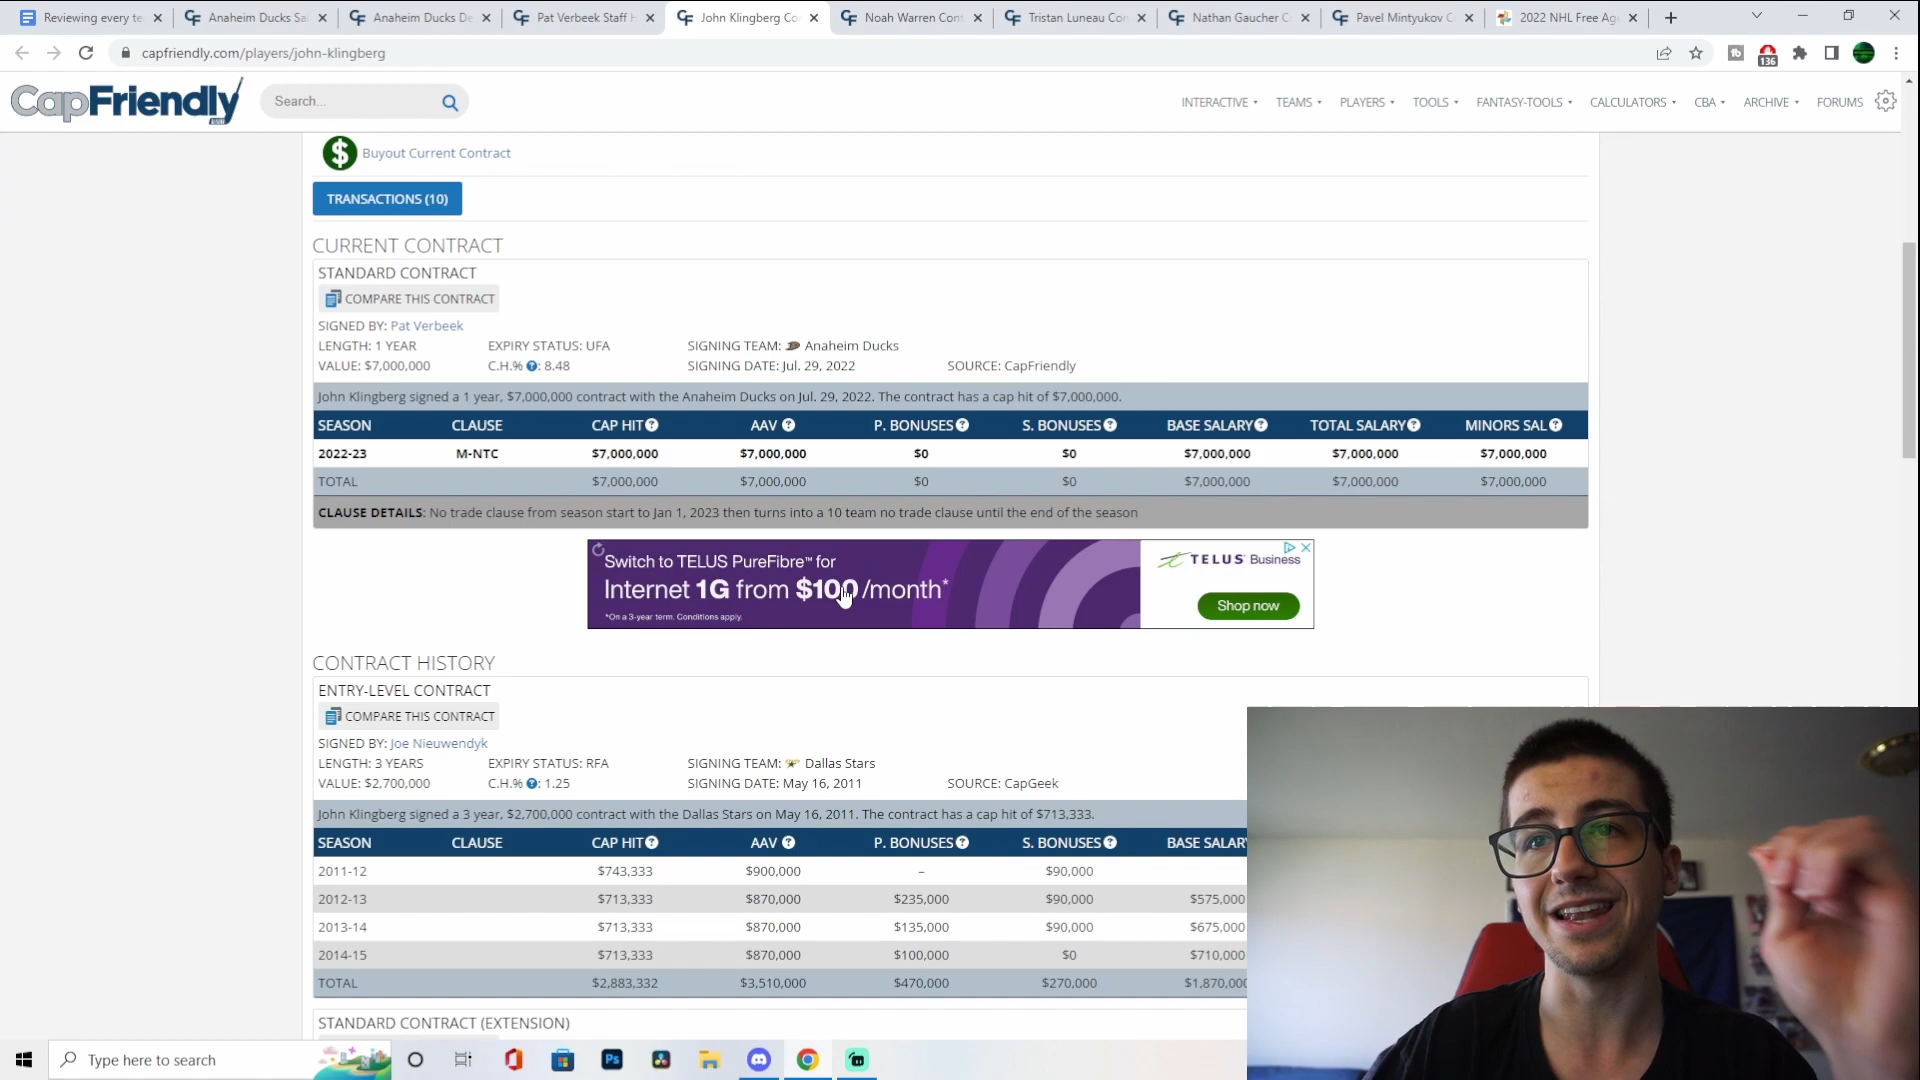 Reviewing every te
Anaheim Ducks Sal
Anaheim Ducks De
Pat Verbeek Staff H
John Klingberg Con
Noah Warren Cont
Tristan Luneau Con
Nathan Gaucher C
Pavel Mintyukov C
2022 NHL Free Age
capfriendly.com/players/john-klingberg
136
CapFriendly
Search...
INTERACTIVE
TEAMS
PLAYERS
TOOLS
FANTASY-TOOLS
CALCULATORS
CBA
ARCHIVE
FORUMS
Buyout Current Contract
TRANSACTIONS (10)
CURRENT CONTRACT
STANDARD CONTRACT
COMPARE THIS CONTRACT
SIGNED BY: Pat Verbeek
LENGTH: 1 YEAR EXPIRY STATUS: UFA SIGNING TEAM: Anaheim Ducks
VALUE: $7,000,000 C.H.% ?: 8.48 SIGNING DATE: Jul. 29, 2022 SOURCE: CapFriendly
John Klingberg signed a 1 year, $7,000,000 contract with the Anaheim Ducks on Jul. 29, 2022. The contract has a cap hit of $7,000,000.
SEASON CLAUSE CAP HIT ? AAV ? P. BONUSES ? S. BONUSES ? BASE SALARY ? TOTAL SALARY ? MINORS SAL ?
2022-23 M-NTC $7,000,000 $7,000,000 $0 $0 $7,000,000 $7,000,000 $7,000,000
TOTAL $7,000,000 $7,000,000 $0 $0 $7,000,000 $7,000,000 $7,000,000
CLAUSE DETAILS: No trade clause from season start to Jan 1, 2023 then turns into a 10 team no trade clause until the end of the season
Switch to TELUS PureFibre™ for
Internet 1G from $100/month*
*On a 3-year term. Conditions apply.
TELUS Business
Shop now
CONTRACT HISTORY
ENTRY-LEVEL CONTRACT
COMPARE THIS CONTRACT
SIGNED BY: Joe Nieuwendyk
LENGTH: 3 YEARS EXPIRY STATUS: RFA SIGNING TEAM: Dallas Stars
VALUE: $2,700,000 C.H.% ?: 1.25 SIGNING DATE: May 16, 2011 SOURCE: CapGeek
John Klingberg signed a 3 year, $2,700,000 contract with the Dallas Stars on May 16, 2011. The contract has a cap hit of $713,333.
SEASON CLAUSE CAP HIT ? AAV ? P. BONUSES ? S. BONUSES ? BASE SALAR
2011-12 $743,333 $900,000 – $90,000
2012-13 $713,333 $870,000 $235,000 $90,000 $575,000
2013-14 $713,333 $870,000 $135,000 $90,000 $675,000
2014-15 $713,333 $870,000 $100,000 $0 $710,000
TOTAL $2,883,332 $3,510,000 $470,000 $270,000 $1,870,000
STANDARD CONTRACT (EXTENSION)
Type here to search
Ps